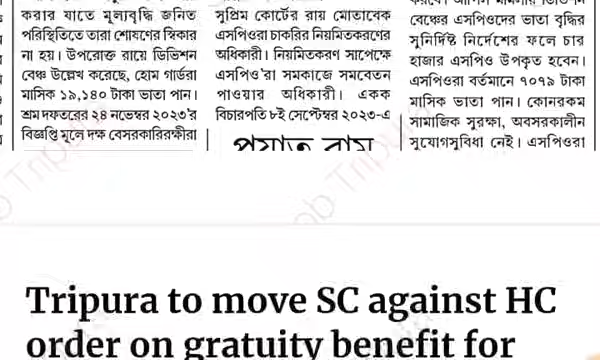 করার যাতে মূল্যবৃদ্ধি জনিত
পরিস্থিতিতে তারা শোষণের স্বিকার
না হয়। উপরোক্ত রায়ে ডিভিশন
বেঞ্চ উল্লেখ করেছে, হোম গার্ডরা
মাসিক ১৯,১৪০ টাকা ভাতা পান।
শ্রম দফতরের ২৪ নভেম্বর ২০২৩'র
বিজ্ঞপ্তি মূলে দক্ষ বেসরকারিরক্ষীরা
সুপ্রিম কোর্টের রায় মোতাবেক
এসপিওরা চাকরির নিয়মিতকরণের
অধিকারী। নিয়মিতকরণ সাপেক্ষে
এসপিও'রা সমকাজে সমবেতন
পাওয়ার অধিকারী। একক
বিচারপতি ৮ই সেপ্টেম্বর ২০২৩-এ
প্রয়াত রাম
বেঞ্চের এসপিওদের ভাতা বৃদ্ধির
সুনির্দিষ্ট নির্দেশের ফলে চার
হাজার এসপিও উপকৃত হবেন।
এসপিওরা বর্তমানে ৭০৭৯ টাকা
মাসিক ভাতা পান। কোনরকম
সামাজিক সুরক্ষা, অবসরকালীন
সুযোগসুবিধা নেই। এসপিওরা
Tripura to move SC against HC
order on gratuity benefit for